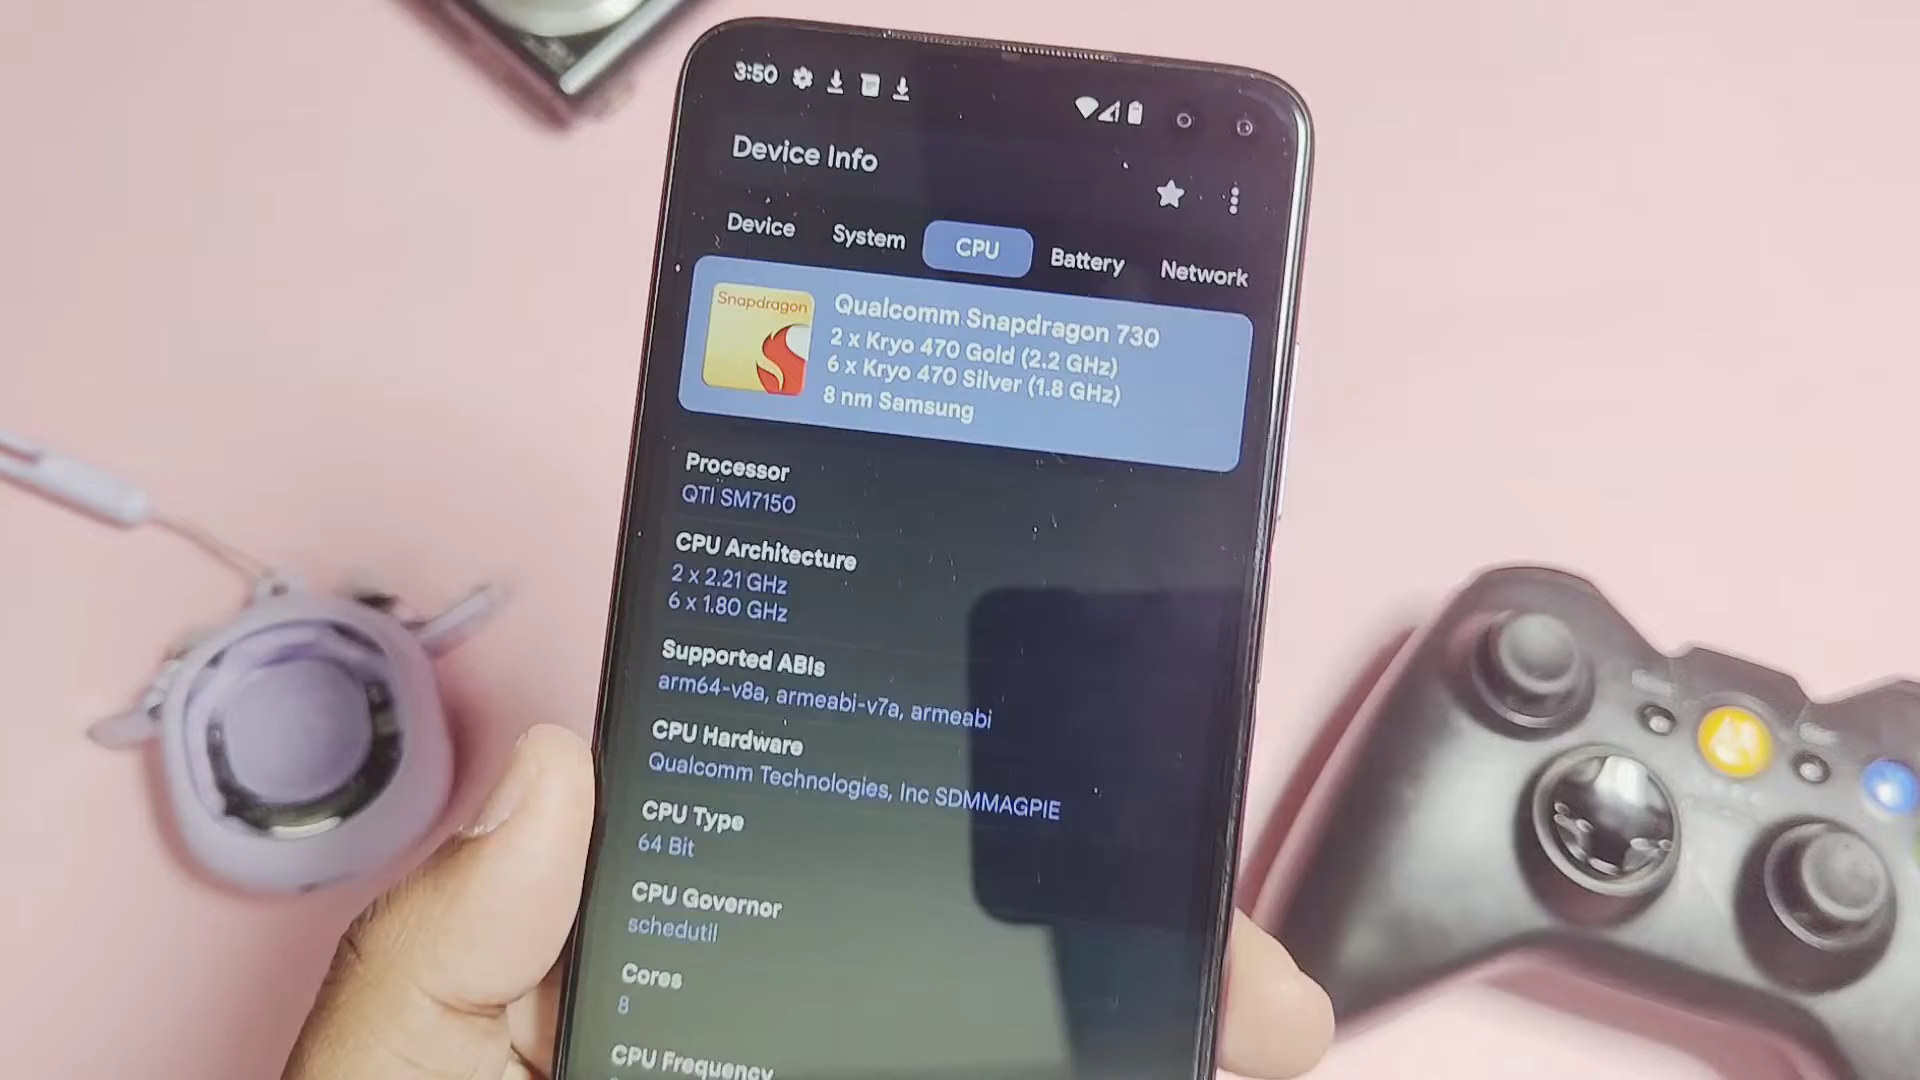 3:50
Device Info
Device System CPU Battery Network
Snapdragon
Qualcomm Snapdragon 730
2 x Kryo 470 Gold (2.2 GHz)
6 x Kryo 470 Silver (1.8 GHz)
8 nm Samsung
Processor
QTI SM7150
CPU Architecture
2 x 2.21 GHz
6 x 1.80 GHz
Supported ABIs
arm64-v8a, armeabi-v7a, armeabi
CPU Hardware
Qualcomm Technologies, Inc SDMMAGPIE
CPU Type
64 Bit
CPU Governor
schedutil
Cores
8
CPU Frequency